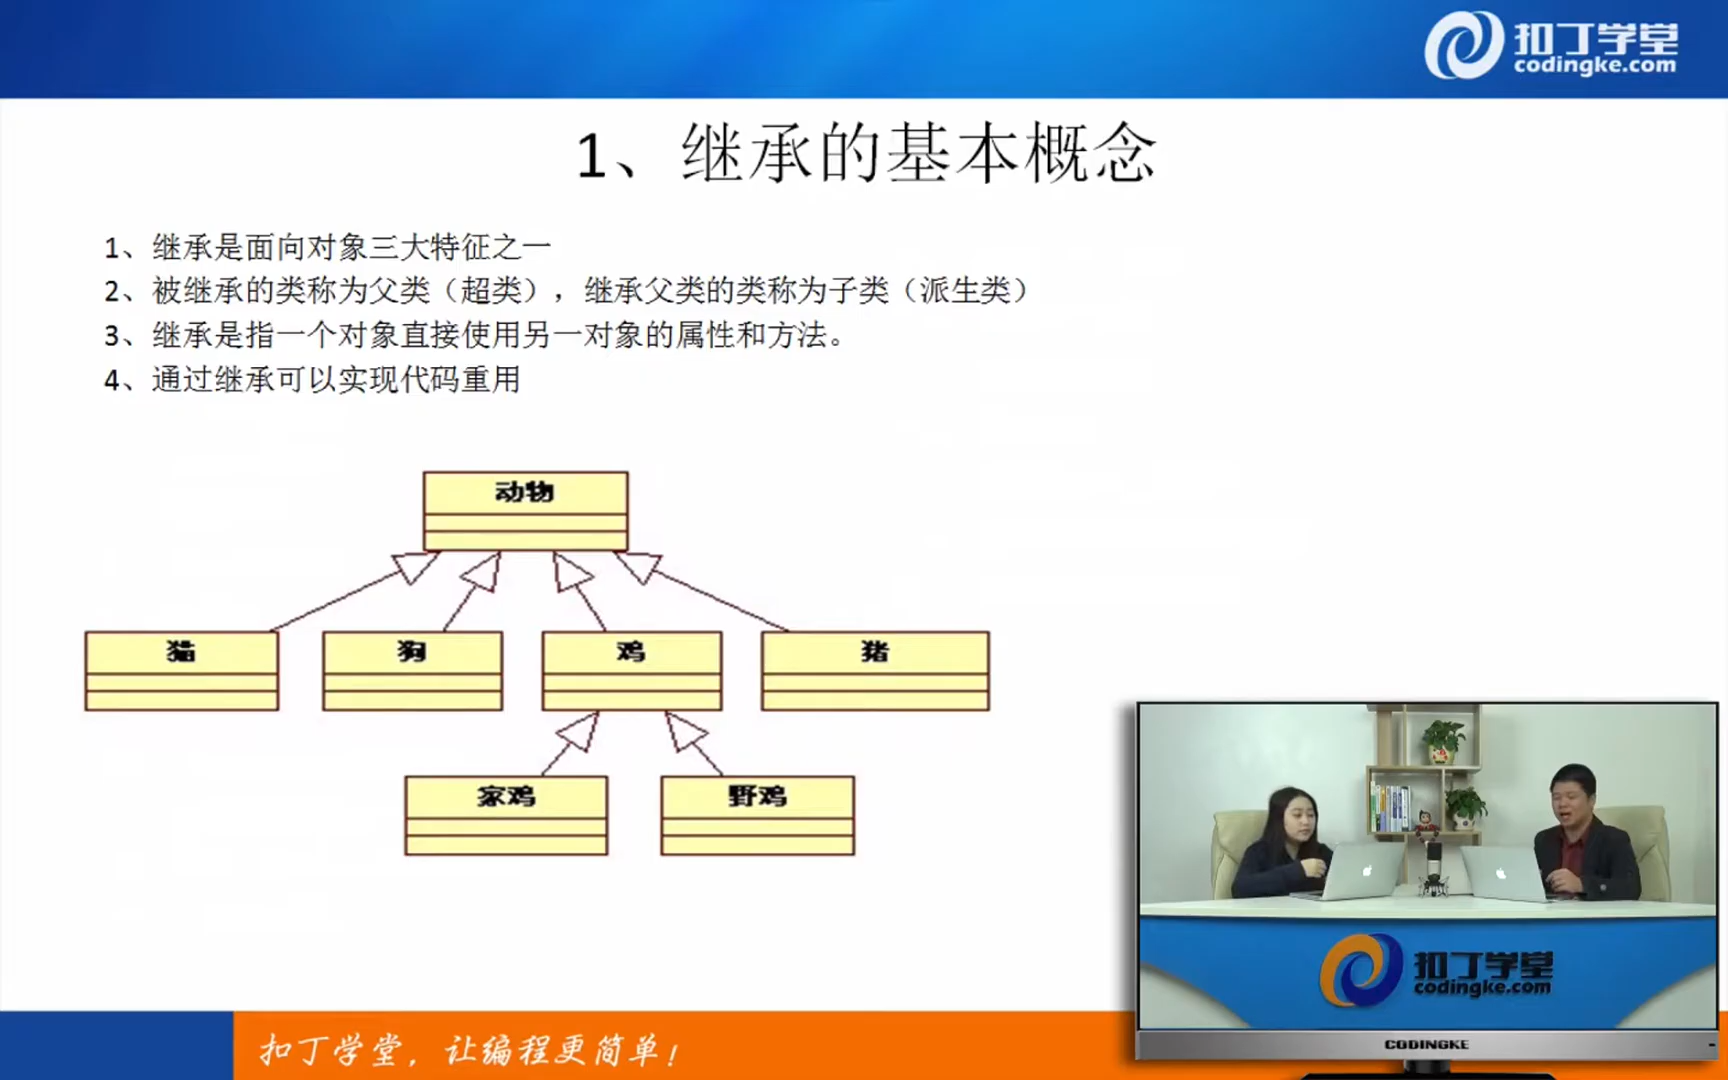 扣丁学堂
codingke.com
1、继承的基本概念
1、继承是面向对象三大特征之一
2、被继承的类称为父类（超类），继承父类的类称为子类（派生类）
3、继承是指一个对象直接使用另一对象的属性和方法。
4、通过继承可以实现代码重用
动物
猫
狗
鸡
猪
家鸡
野鸡
扣丁学堂
codingke.com
CODINGKE
扣丁学堂，让编程更简单！